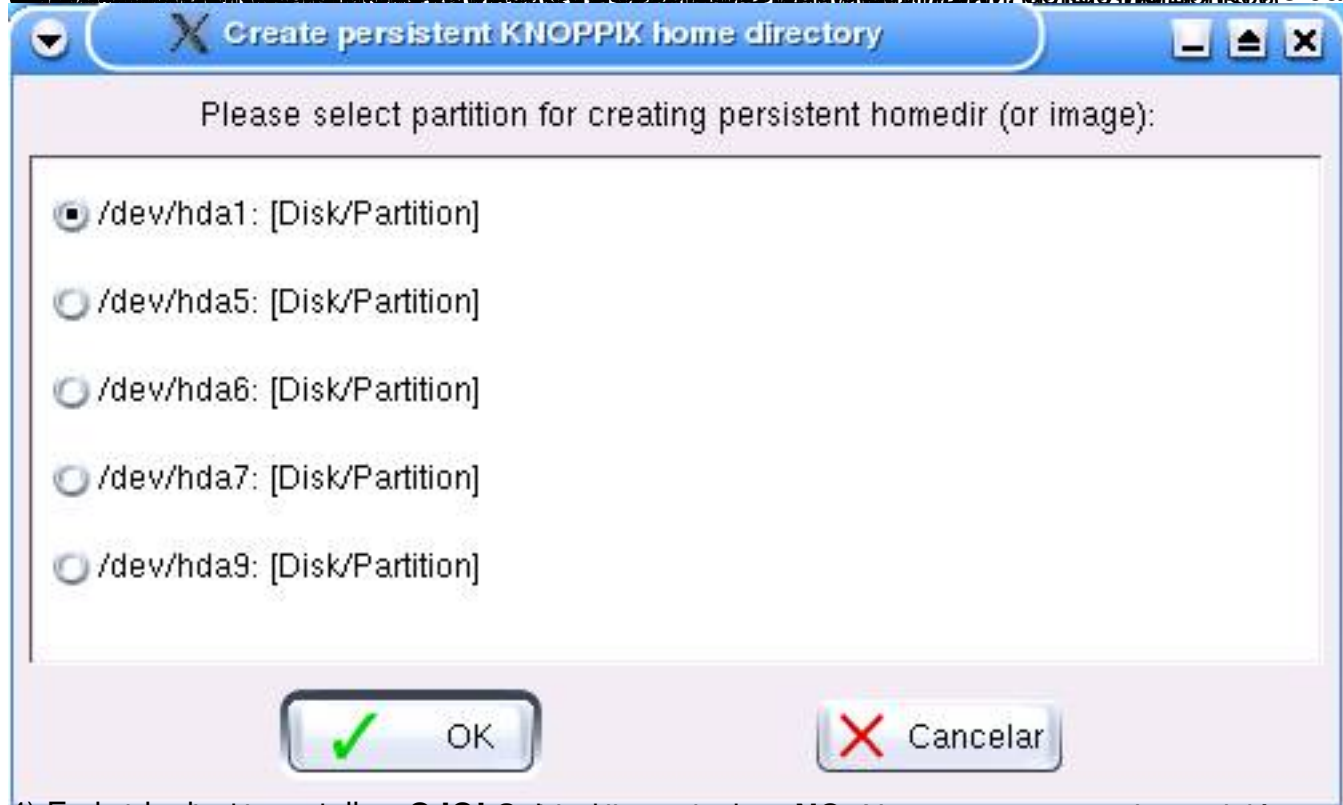 Create persistent KNOPPIX home directory
Please select partition for creating persistent homedir (or image):
/dev/hda1: [Disk/Partition]
/dev/hda5: [Disk/Partition]
/dev/hda6: [Disk/Partition]
/dev/hda7: [Disk/Partition]
/dev/hda9: [Disk/Partition]
OK Cancelar